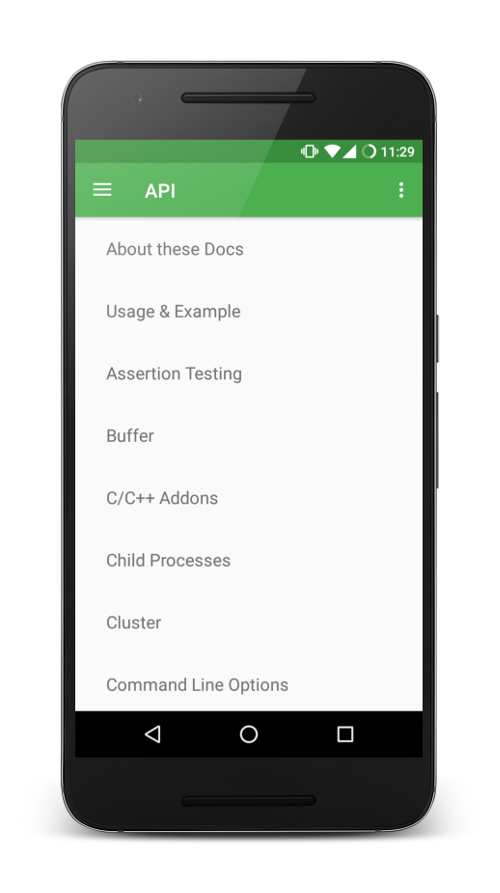 11:29
API
About these Docs
Usage & Example
Assertion Testing
Buffer
C/C++ Addons
Child Processes
Cluster
Command Line Options